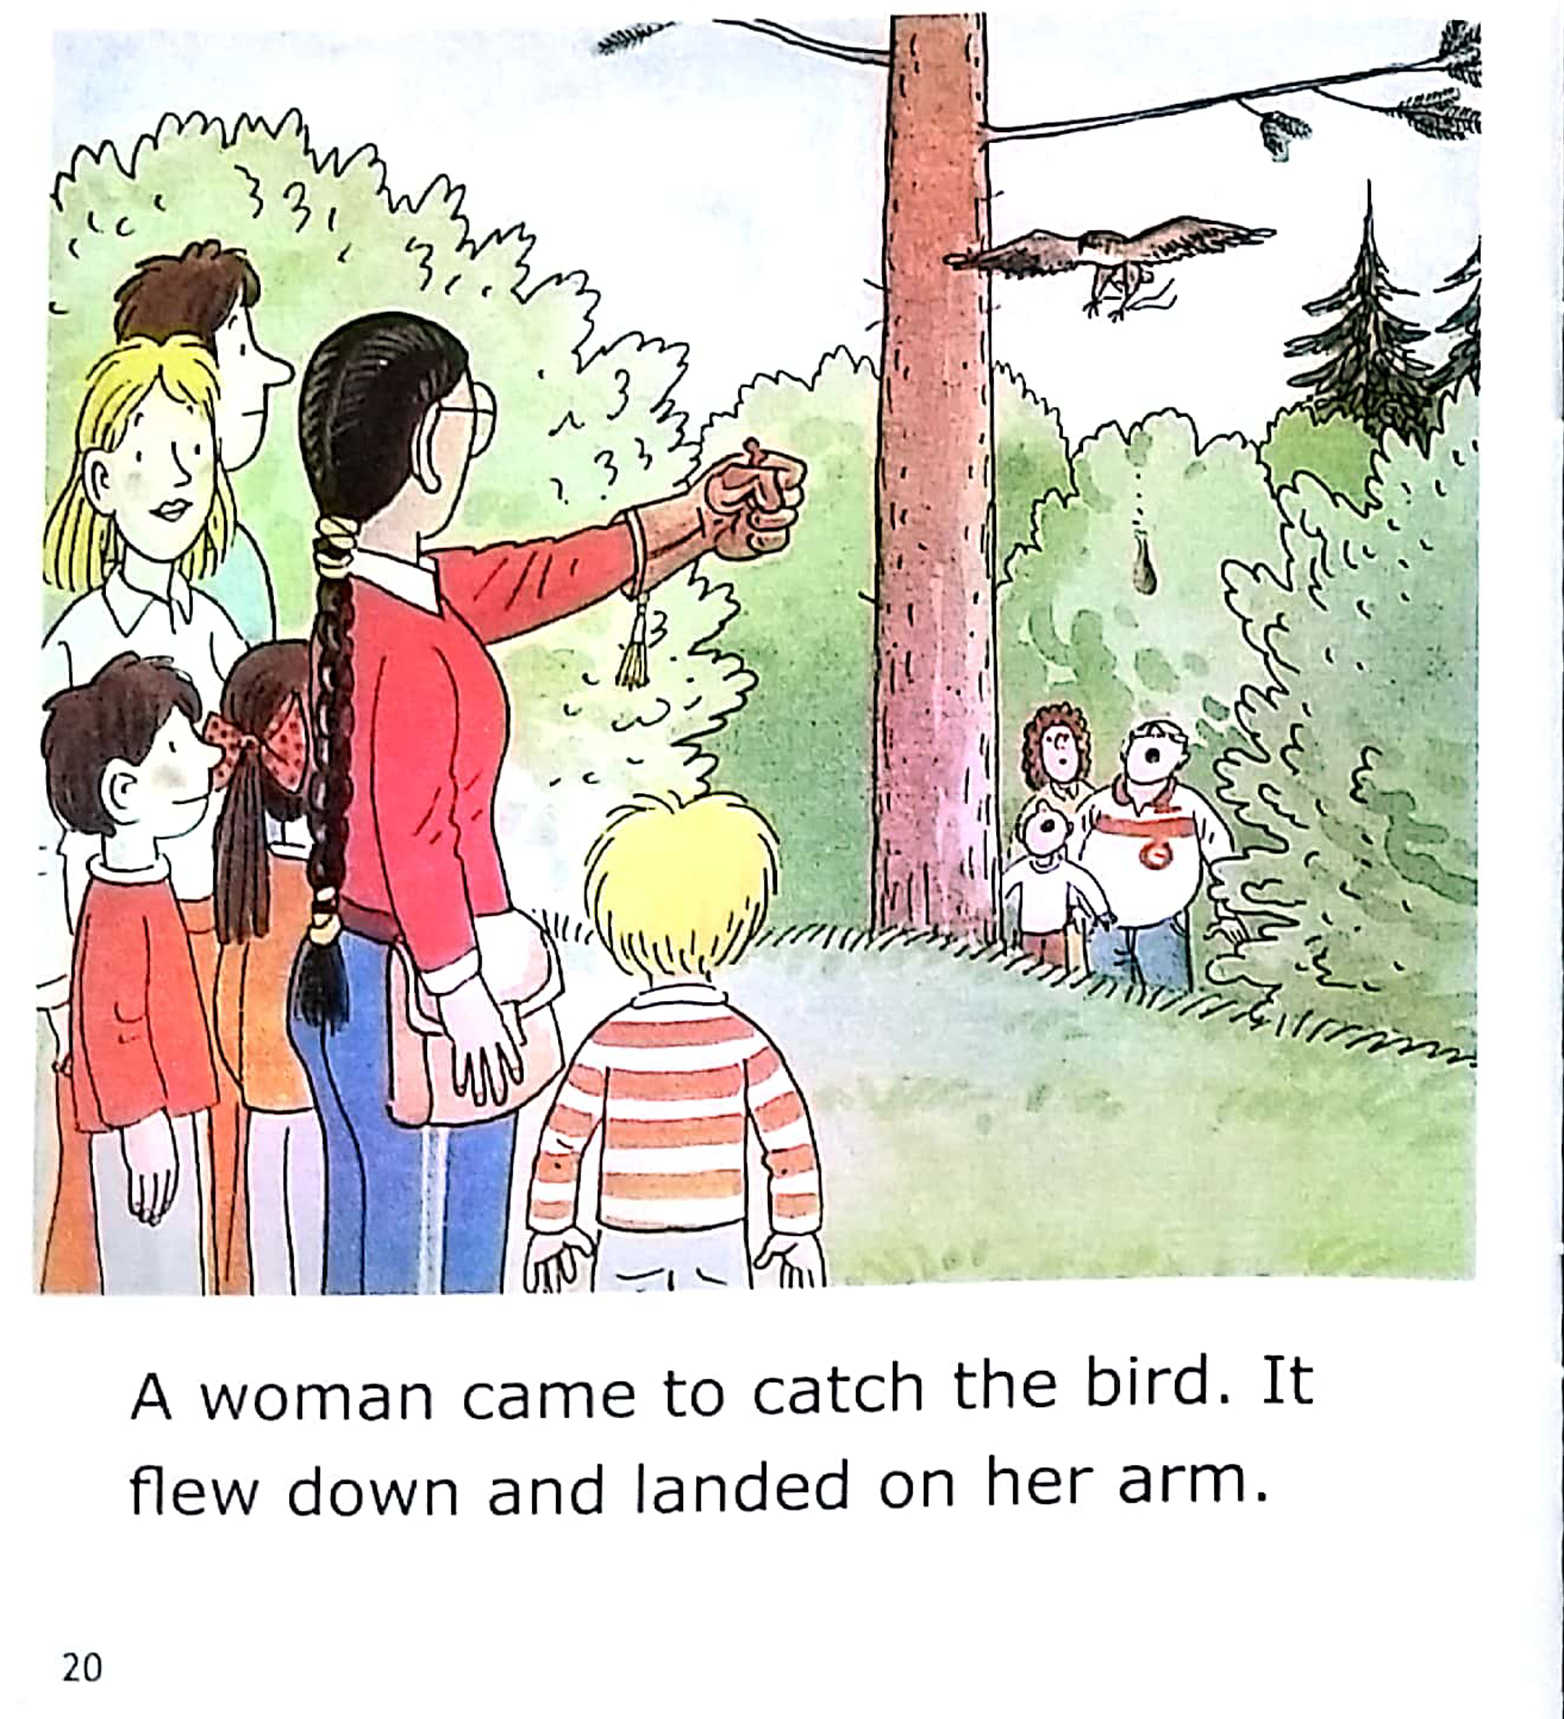 A woman came to catch the bird. It
flew down and landed on her arm.
20